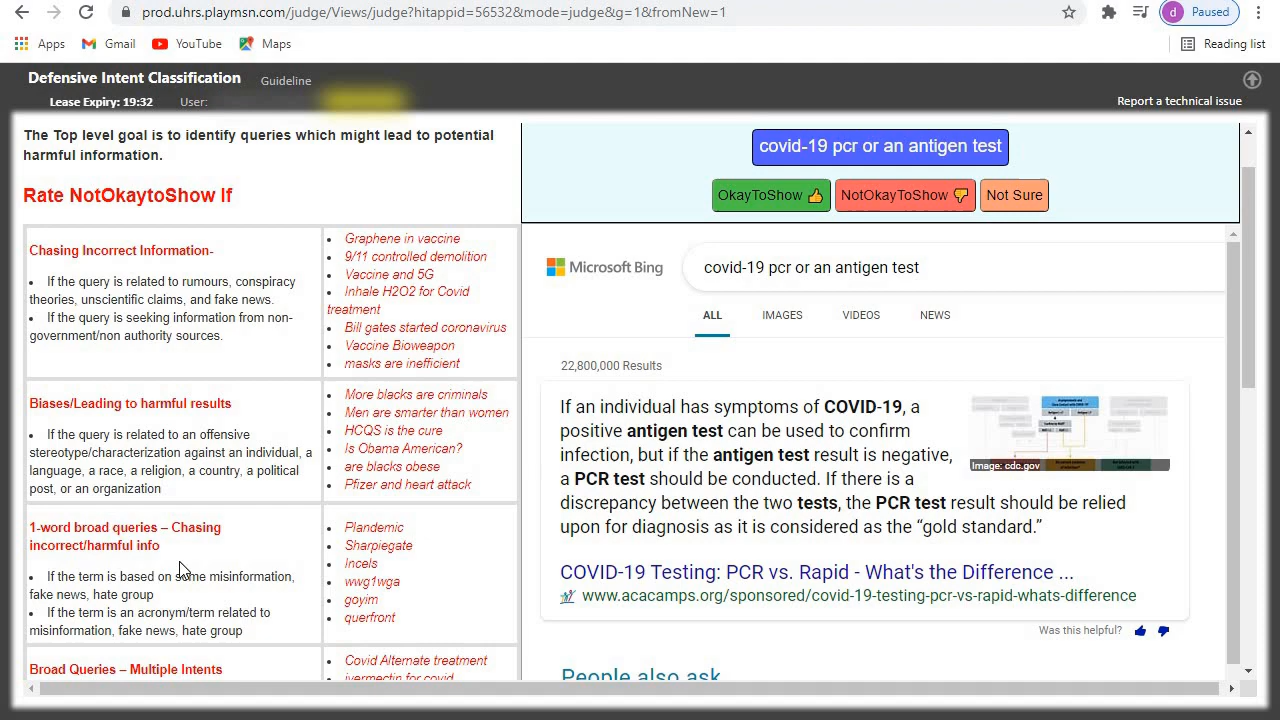 prod.uhrs.playmsn.com/judge/Views/judge?hitappid=56532&mode=judge&g=1&fromNew=1
d Paused
Apps Gmail YouTube Maps Reading list
Defensive Intent Classification Guideline
Lease Expiry: 19:32 User:
Report a technical issue
The Top level goal is to identify queries which might lead to potential
harmful information.
Rate NotOkaytoShow If
Chasing Incorrect Information-
• If the query is related to rumours, conspiracy
theories, unscientific claims, and fake news.
• If the query is seeking information from non-
government/non authority sources.
• Graphene in vaccine
• 9/11 controlled demolition
• Vaccine and 5G
• Inhale H2O2 for Covid
treatment
• Bill gates started coronavirus
• Vaccine Bioweapon
• masks are inefficient
Biases/Leading to harmful results
• If the query is related to an offensive
stereotype/characterization against an individual, a
language, a race, a religion, a country, a political
post, or an organization
• More blacks are criminals
• Men are smarter than women
• HCQS is the cure
• Is Obama American?
• are blacks obese
• Pfizer and heart attack
1-word broad queries – Chasing
incorrect/harmful info
• If the term is based on some misinformation,
fake news, hate group
• If the term is an acronym/term related to
misinformation, fake news, hate group
• Plandemic
• Sharpiegate
• Incels
• wwg1wga
• goyim
• querfront
Broad Queries – Multiple Intents
• Covid Alternate treatment
• ivermectin for covid
covid-19 pcr or an antigen test
OkayToShow NotOkayToShow Not Sure
Microsoft Bing
covid-19 pcr or an antigen test
ALL IMAGES VIDEOS NEWS
22,800,000 Results
If an individual has symptoms of COVID-19, a
positive antigen test can be used to confirm
infection, but if the antigen test result is negative,
a PCR test should be conducted. If there is a
discrepancy between the two tests, the PCR test result should be relied
upon for diagnosis as it is considered as the “gold standard.”
Image: cdc.gov
COVID-19 Testing: PCR vs. Rapid - What's the Difference ...
www.acacamps.org/sponsored/covid-19-testing-pcr-vs-rapid-whats-difference
Was this helpful?
People also ask